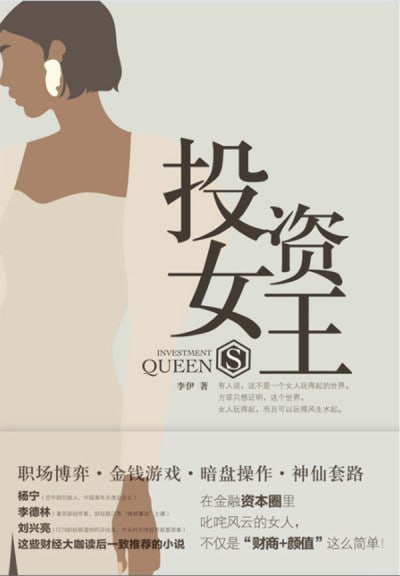 投资
女王
INVESTMENT
QUEEN S
李伊 著
有人说，这不是一个女人玩得起的世界。
方菲只想证明，这个世界，
女人玩得起，而且可以玩得风生水起。
职场博弈·金钱游戏·暗盘操作·神仙套路
杨宁
李德林
刘兴亮
这些财经大咖读后一致推荐的小说
在金融资本圈里
叱咤风云的女人，
不仅是“财商+颜值”这么简单！